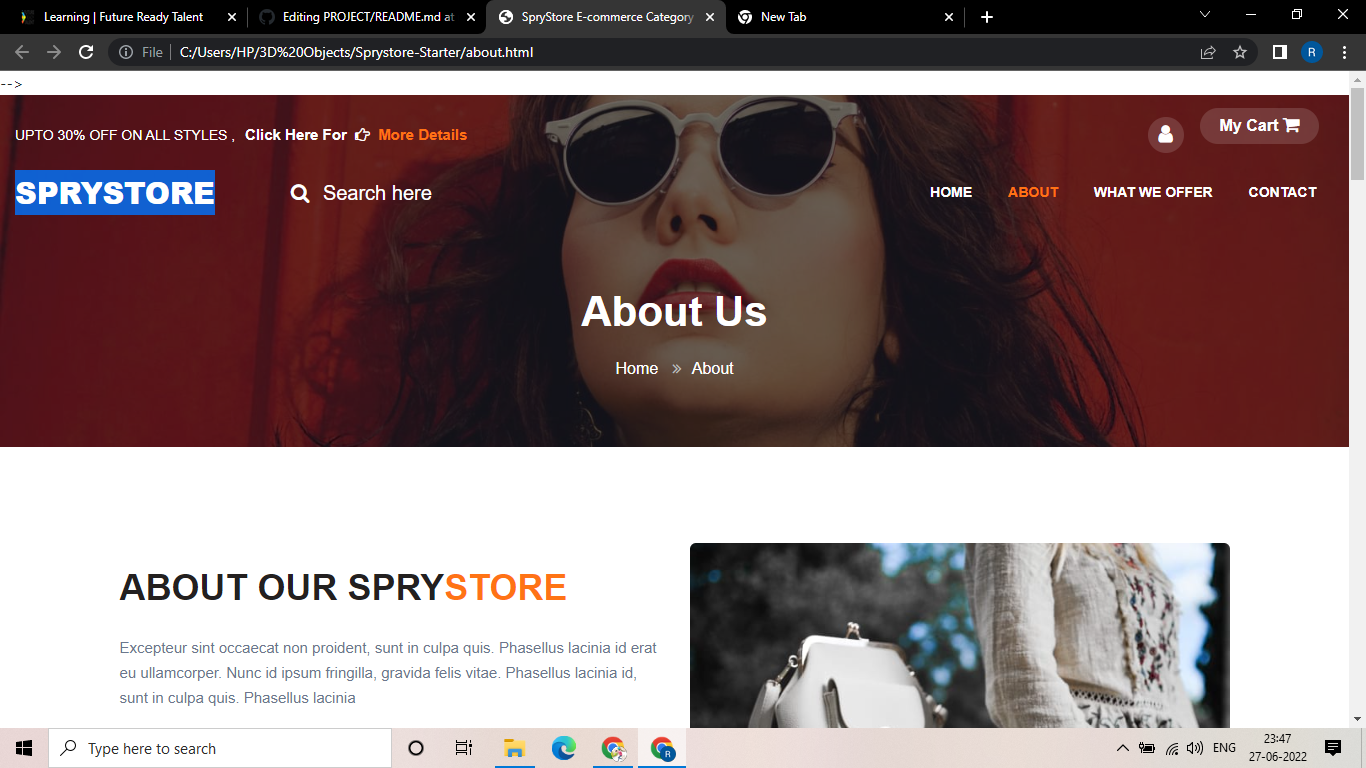 Learning | Future Ready Talent
Editing PROJECT/README.md at
SpryStore E-commerce Category
New Tab
File
C:/Users/HP/3D%20Objects/Sprystore-Starter/about.html
R
-->
UPTO 30% OFF ON ALL STYLES , Click Here For More Details
My Cart
SPRYSTORE
Search here
HOME
ABOUT
WHAT WE OFFER
CONTACT
About Us
Home » About
ABOUT OUR SPRYSTORE
Excepteur sint occaecat non proident, sunt in culpa quis. Phasellus lacinia id erat
eu ullamcorper. Nunc id ipsum fringilla, gravida felis vitae. Phasellus lacinia id,
sunt in culpa quis. Phasellus lacinia
Type here to search
R
ENG
23:47
27-06-2022